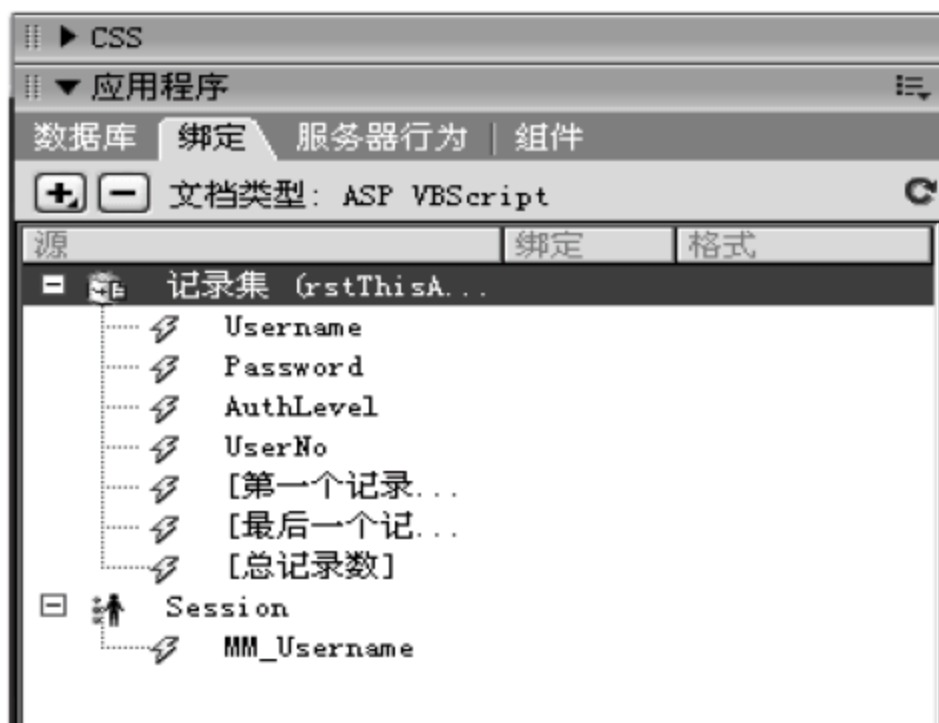 CSS
应用程序
数据库 绑定 服务器行为 组件
文档类型: ASP VBScript
源 绑定 格式
记录集 (rstThisA...
Username
Password
AuthLevel
UserNo
[第一个记录...
[最后一个记...
[总记录数]
Session
MM_Username